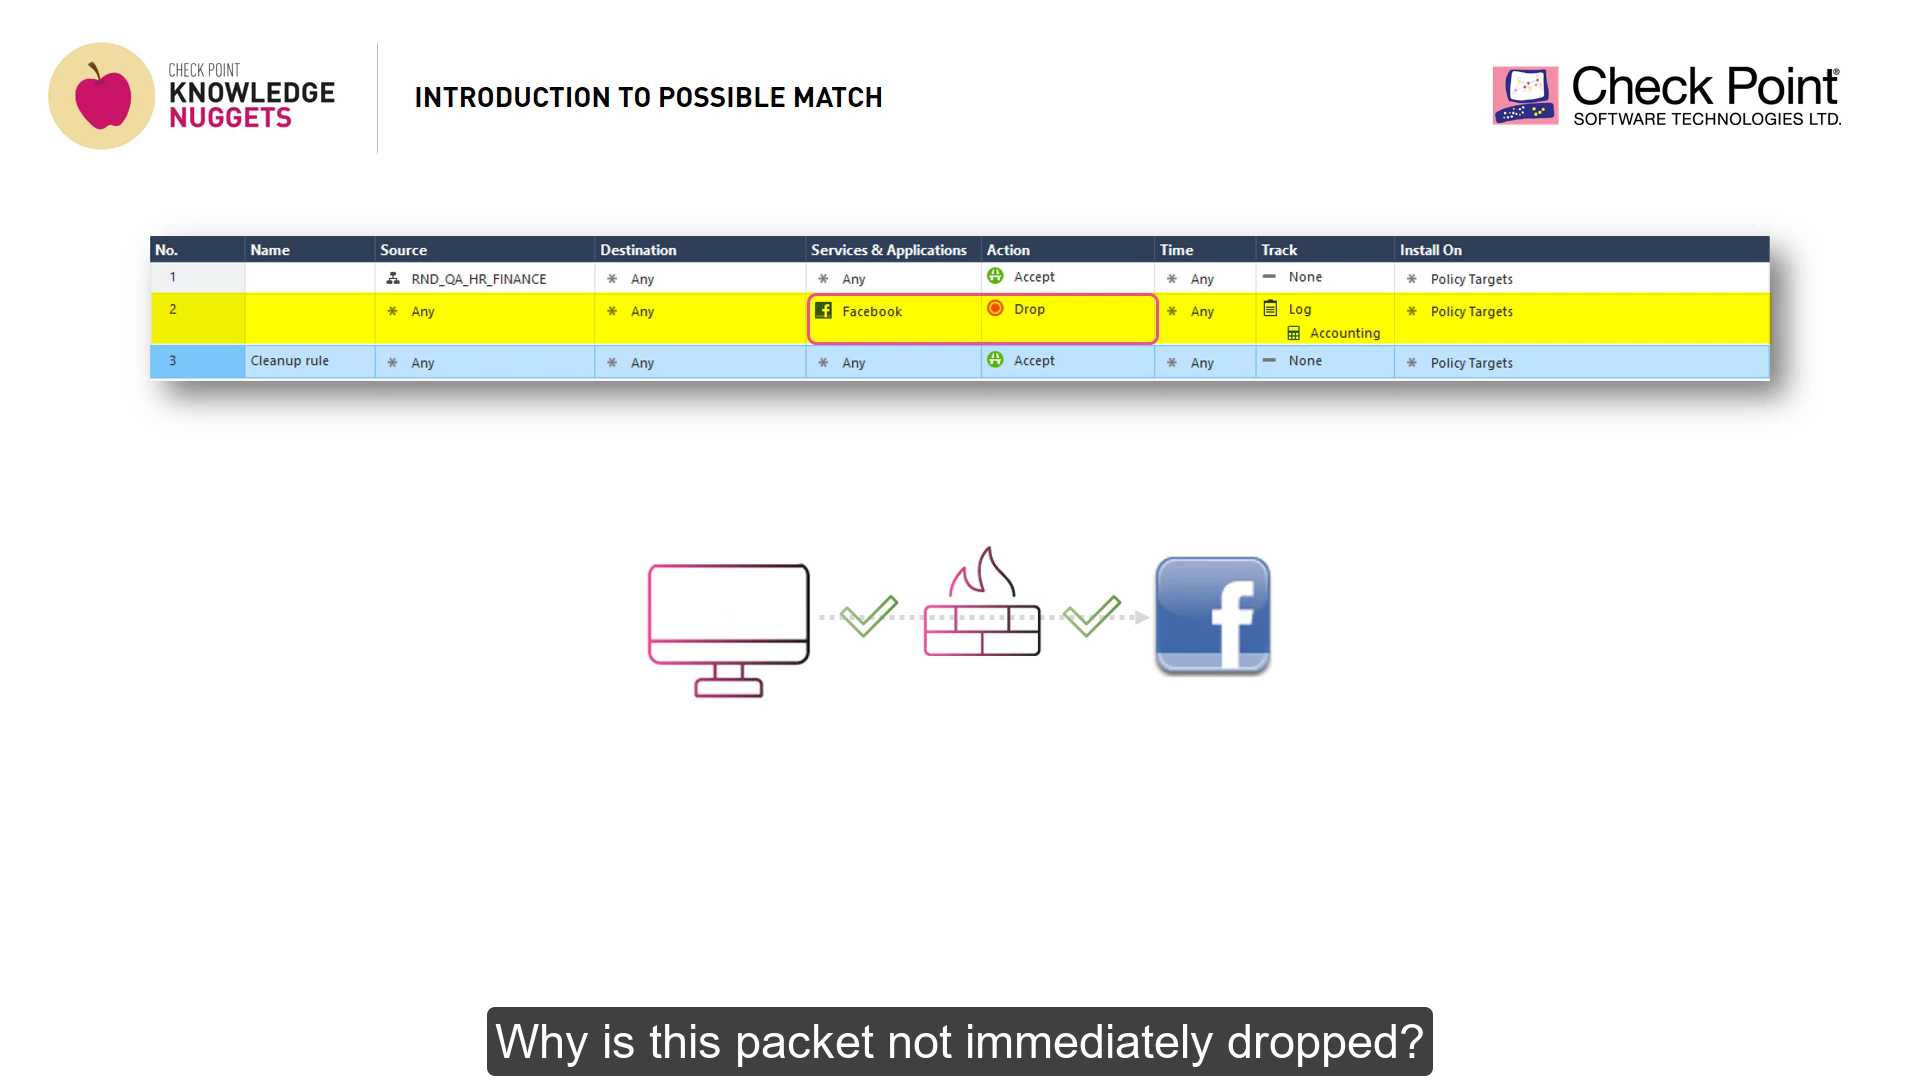 CHECK POINT
KNOWLEDGE
NUGGETS
INTRODUCTION TO POSSIBLE MATCH
Check Point®
SOFTWARE TECHNOLOGIES LTD.
No. Name Source Destination Services & Applications Action Time Track Install On
1 RND_QA_HR_FINANCE * Any * Any Accept * Any None * Policy Targets
2 * Any * Any Facebook Drop * Any Log * Policy Targets
Accounting
3 Cleanup rule * Any * Any * Any Accept * Any None * Policy Targets
Why is this packet not immediately dropped?